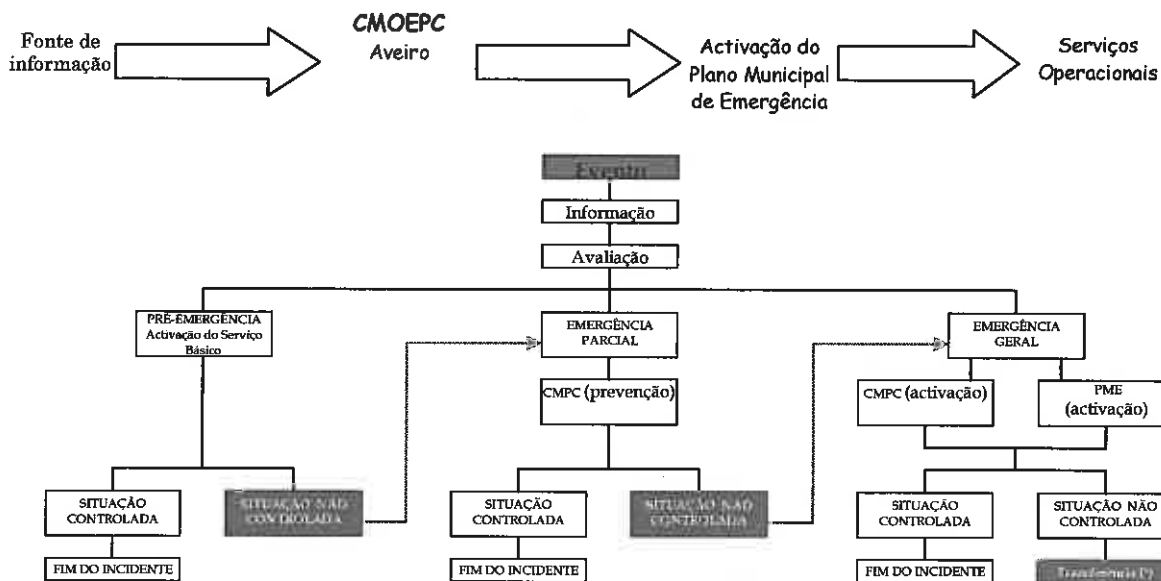 Fonte de
informação
CMOEPC
Aveiro
Activação do
Plano Municipal
de Emergência
Serviços
Operacionais
Evento
Informação
Avaliação
PRÉ-EMERGÊNCIA
Activação do Serviço
Básico
EMERGÊNCIA
PARCIAL
EMERGÊNCIA
GERAL
CMPC (prevenção)
CMPC (activação)
PME
(activação)
SITUAÇÃO
CONTROLADA
SITUAÇÃO NÃO
CONTROLADA
SITUAÇÃO
CONTROLADA
SITUAÇÃO NÃO
CONTROLADA
SITUAÇÃO
CONTROLADA
SITUAÇÃO NÃO
CONTROLADA
FIM DO INCIDENTE
FIM DO INCIDENTE
FIM DO INCIDENTE
Transferência (*)